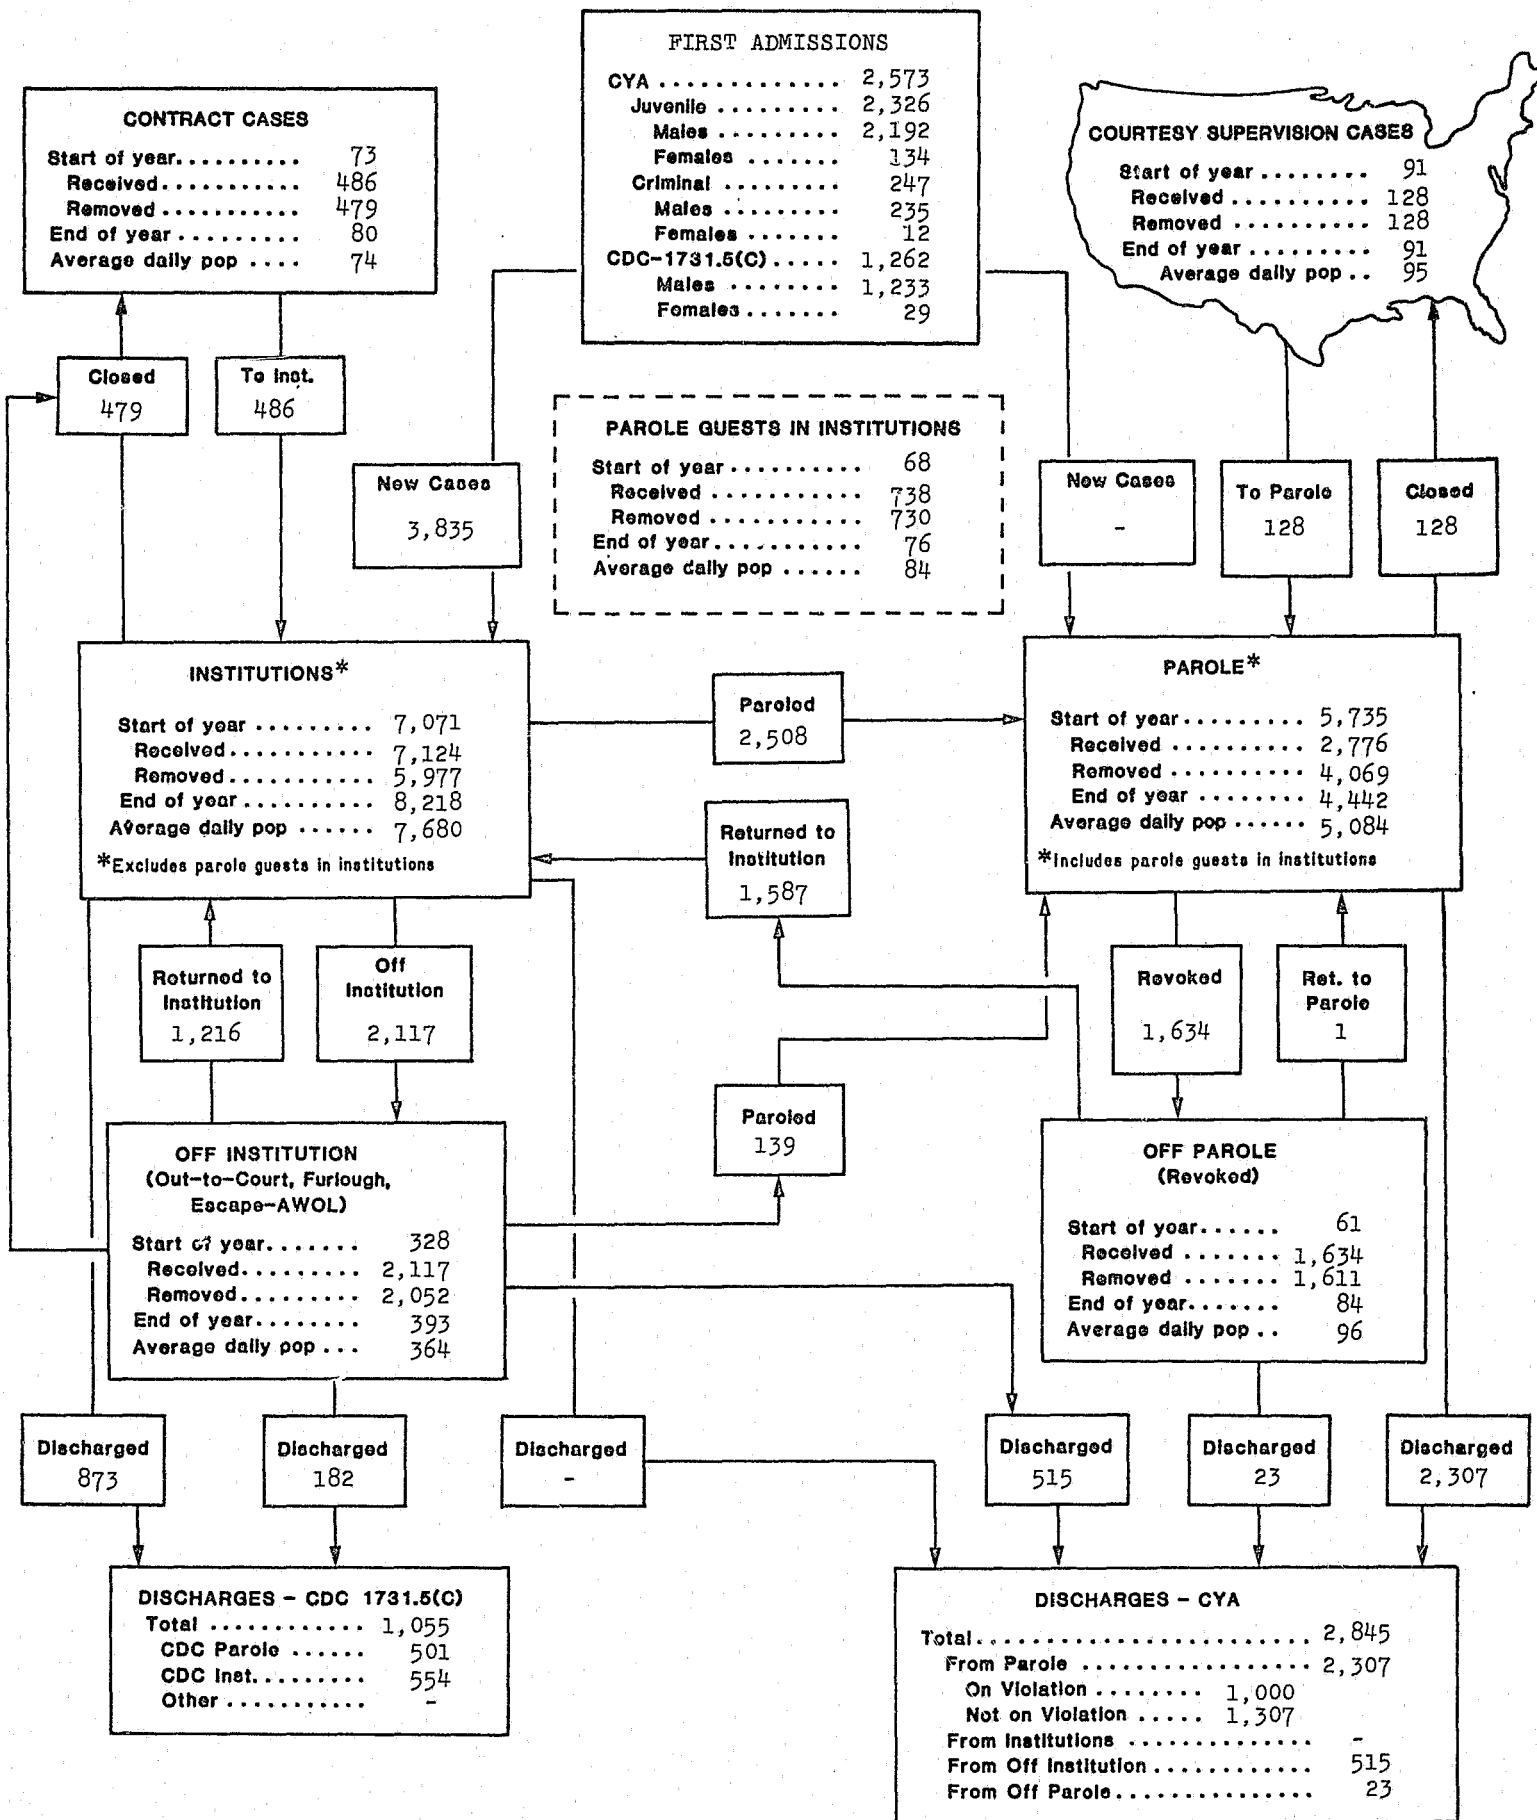 FIRST ADMISSIONS
CYA .............. 2,573
Juvenile ......... 2,326
Males ......... 2,192
Females ....... 134
Criminal ......... 247
Males ......... 235
Females ....... 12
CDC-1731.5(C)..... 1,262
Males ........ 1,233
Females....... 29
CONTRACT CASES
Start of year.......... 73
Received........... 486
Removed........... 479
End of year......... 80
Average daily pop .... 74
COURTESY SUPERVISION CASES
Start of year ........ 91
Received .......... 128
Removed .......... 128
End of year ......... 91
Average daily pop .. 95
Closed
479
To Inst.
486
New Cases
3,835
PAROLE GUESTS IN INSTITUTIONS
Start of year.......... 68
Received ........... 738
Removed ........... 730
End of year........... 76
Average daily pop ...... 84
New Cases
-
To Parole
128
Closed
128
INSTITUTIONS*
Start of year ......... 7,071
Received........... 7,124
Removed........... 5,977
End of year.......... 8,218
Average daily pop ...... 7,680
*Excludes parole guests in institutions
Paroled
2,508
Returned to
Institution
1,587
PAROLE*
Start of year......... 5,735
Received .......... 2,776
Removed .......... 4,069
End of year ........ 4,442
Average daily pop ...... 5,084
*Includes parole guests in institutions
Returned to
Institution
1,216
Off
Institution
2,117
Revoked
1,634
Ret. to
Parole
1
Paroled
139
OFF INSTITUTION
(Out-to-Court, Furlough,
Escape-AWOL)
Start of year....... 328
Received......... 2,117
Removed......... 2,052
End of year........ 393
Average daily pop ... 364
OFF PAROLE
(Revoked)
Start of year...... 61
Received ....... 1,634
Removed ....... 1,611
End of year....... 84
Average daily pop .. 96
Discharged
873
Discharged
182
Discharged
-
Discharged
515
Discharged
23
Discharged
2,307
DISCHARGES - CDC 1731.5(C)
Total ............ 1,055
CDC Parole ...... 501
CDC Inst......... 554
Other ........... -
DISCHARGES - CYA
Total........................ 2,845
From Parole ................. 2,307
On Violation ........ 1,000
Not on Violation ..... 1,307
From Institutions .............. -
From Off Institution............ 515
From Off Parole............... 23